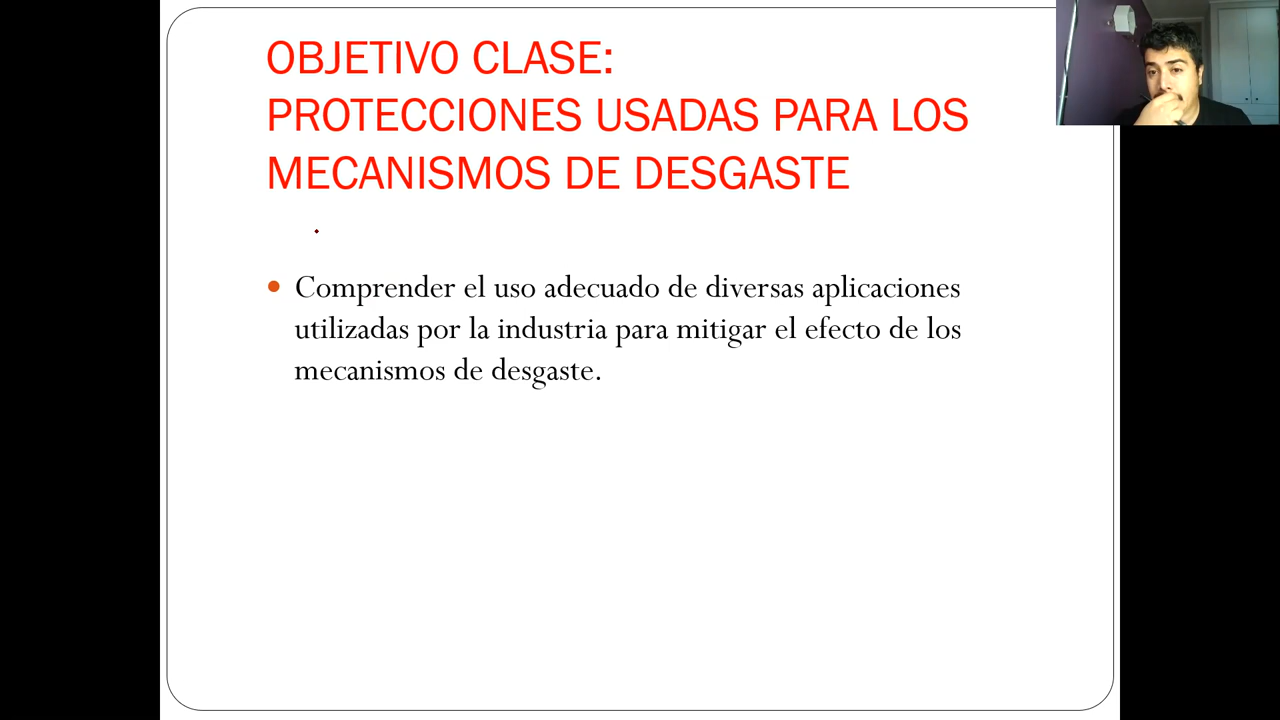 OBJETIVO CLASE:
PROTECCIONES USADAS PARA LOS
MECANISMOS DE DESGASTE
Comprender el uso adecuado de diversas aplicaciones
utilizadas por la industria para mitigar el efecto de los
mecanismos de desgaste.